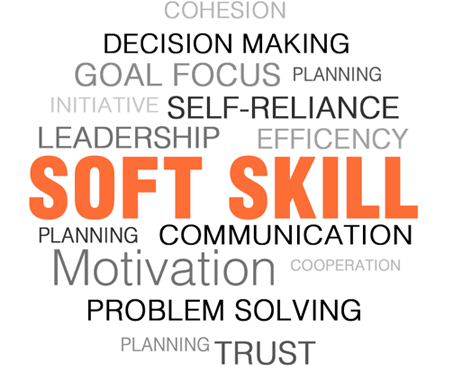 COHESION
DECISION MAKING
GOAL FOCUS PLANNING
INITIATIVE SELF-RELIANCE
LEADERSHIP EFFICENCY
SOFT SKILL
PLANNING COMMUNICATION
Motivation COOPERATION
PROBLEM SOLVING
PLANNING TRUST